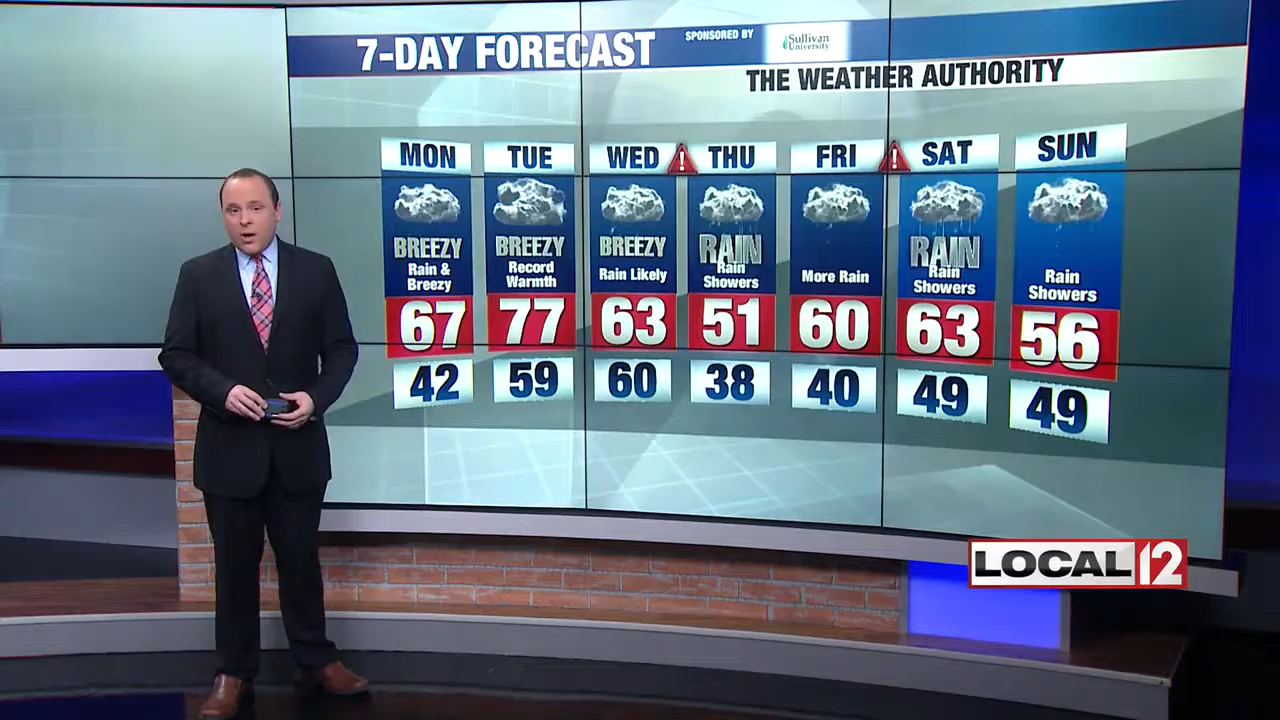 7-DAY FORECAST
SPONSORED BY
Sullivan
University
THE WEATHER AUTHORITY
MON TUE WED THU FRI SAT SUN
BREEZY
Rain &
Breezy
67
42
BREEZY
Record
Warmth
77
59
BREEZY
Rain Likely
63
60
RAIN
Rain
Showers
51
38
More Rain
60
40
RAIN
Rain
Showers
63
49
Rain
Showers
56
49
LOCAL 12